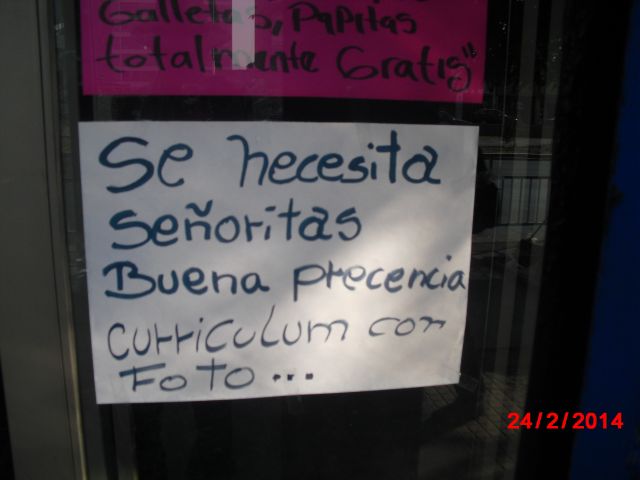 Galletas, Papitas
totalmente Gratis"
Se necesita
señoritas
Buena precencia
curriculum con
Foto...
24/2/2014